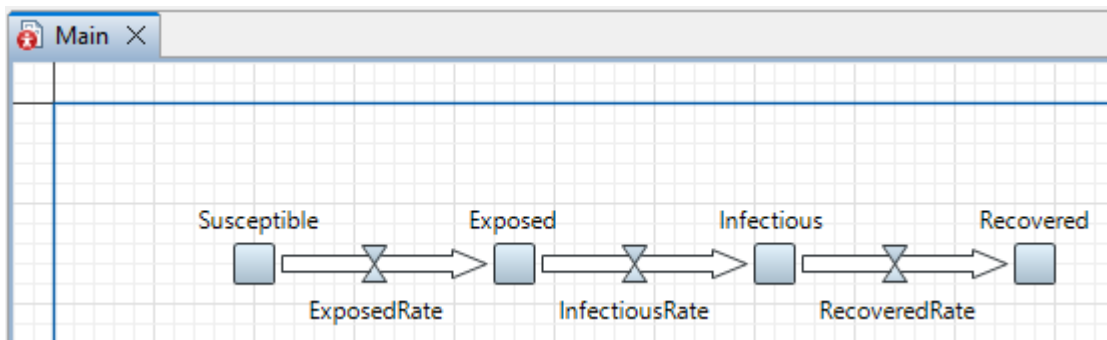 Main
Susceptible Exposed Infectious Recovered
ExposedRate InfectiousRate RecoveredRate